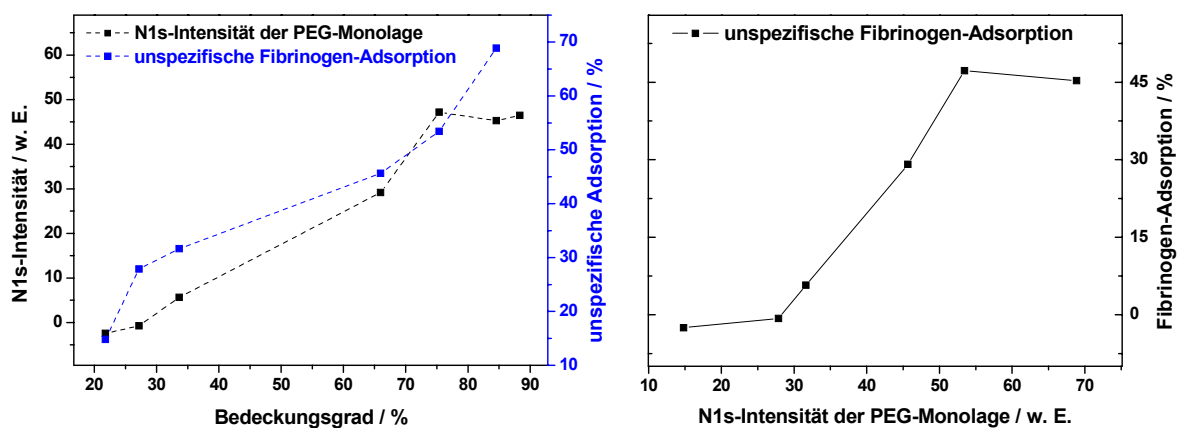 N1s-Intensität der PEG-Monolage
unspezifische Fibrinogen-Adsorption
N1s-Intensität / w. E.
60
50
40
30
20
10
0
70
60
50
40
30
20
10
unspezifische Adsorption / %
20 30 40 50 60 70 80 90
Bedeckungsgrad / %
unspezifische Fibrinogen-Adsorption
45
30
15
0
Fibrinogen-Adsorption / %
10 20 30 40 50 60 70
N1s-Intensität der PEG-Monolage / w. E.